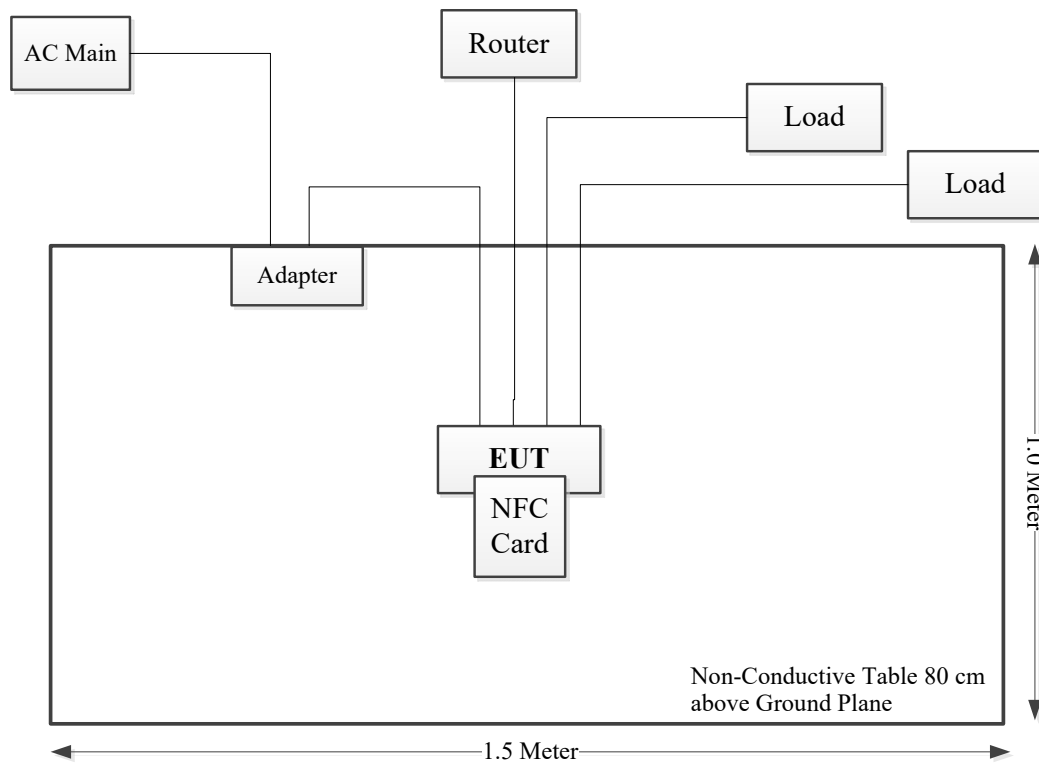 AC Main
Router
Load
Load
Adapter
EUT
NFC
Card
1.0 Meter
Non-Conductive Table 80 cm
above Ground Plane
1.5 Meter